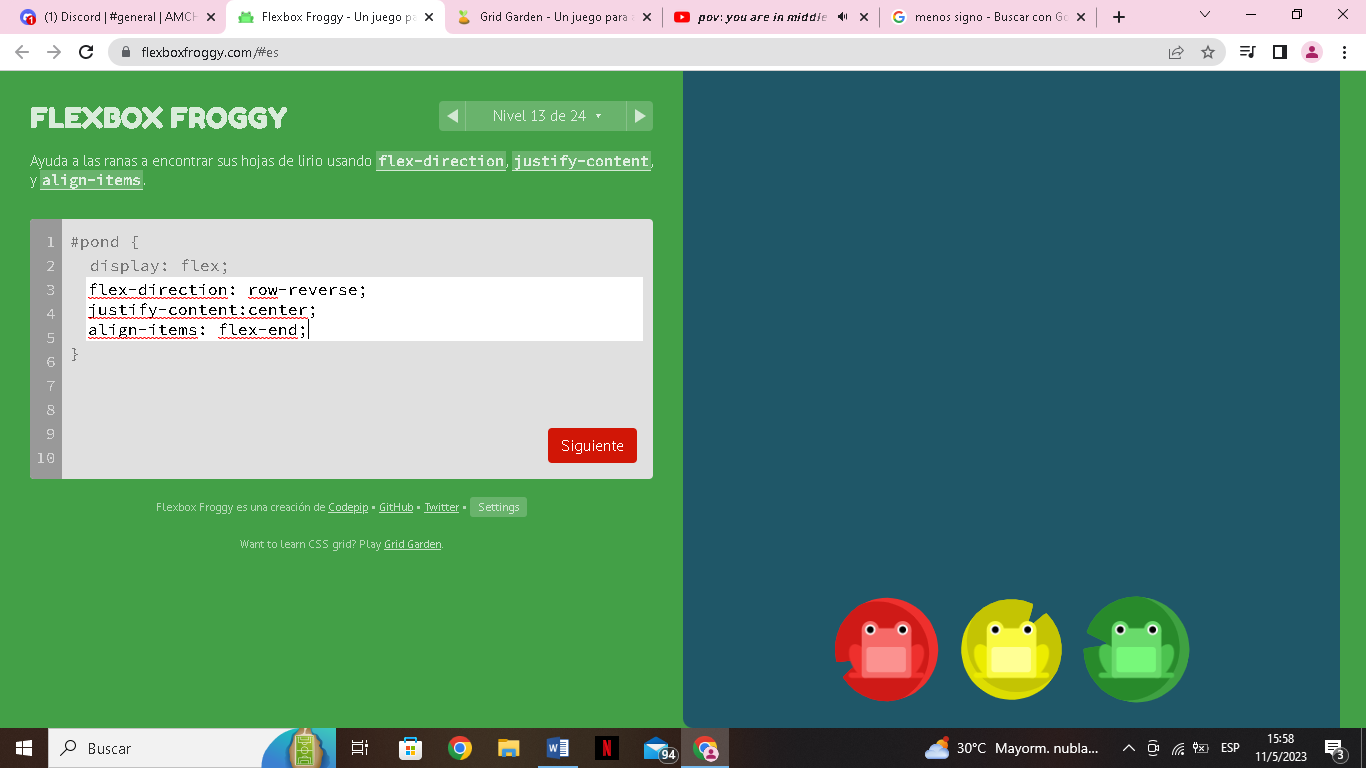 (1) Discord | #general | AMCH
Flexbox Froggy - Un juego pa
Grid Garden - Un juego para
pov: you are in middle
menos signo - Buscar con Go
flexboxfroggy.com/#es
FLEXBOX FROGGY
Nivel 13 de 24
Ayuda a las ranas a encontrar sus hojas de lirio usando flex-direction, justify-content,
y align-items.
1 #pond {
2 display: flex;
3 flex-direction: row-reverse;
4 justify-content:center;
5 align-items: flex-end;
6 }
7
8
9
10
Siguiente
Flexbox Froggy es una creación de Codepip • GitHub • Twitter • Settings
Want to learn CSS grid? Play Grid Garden.
Buscar
94
30°C Mayorm. nubla...
ESP
15:58
11/5/2023
3